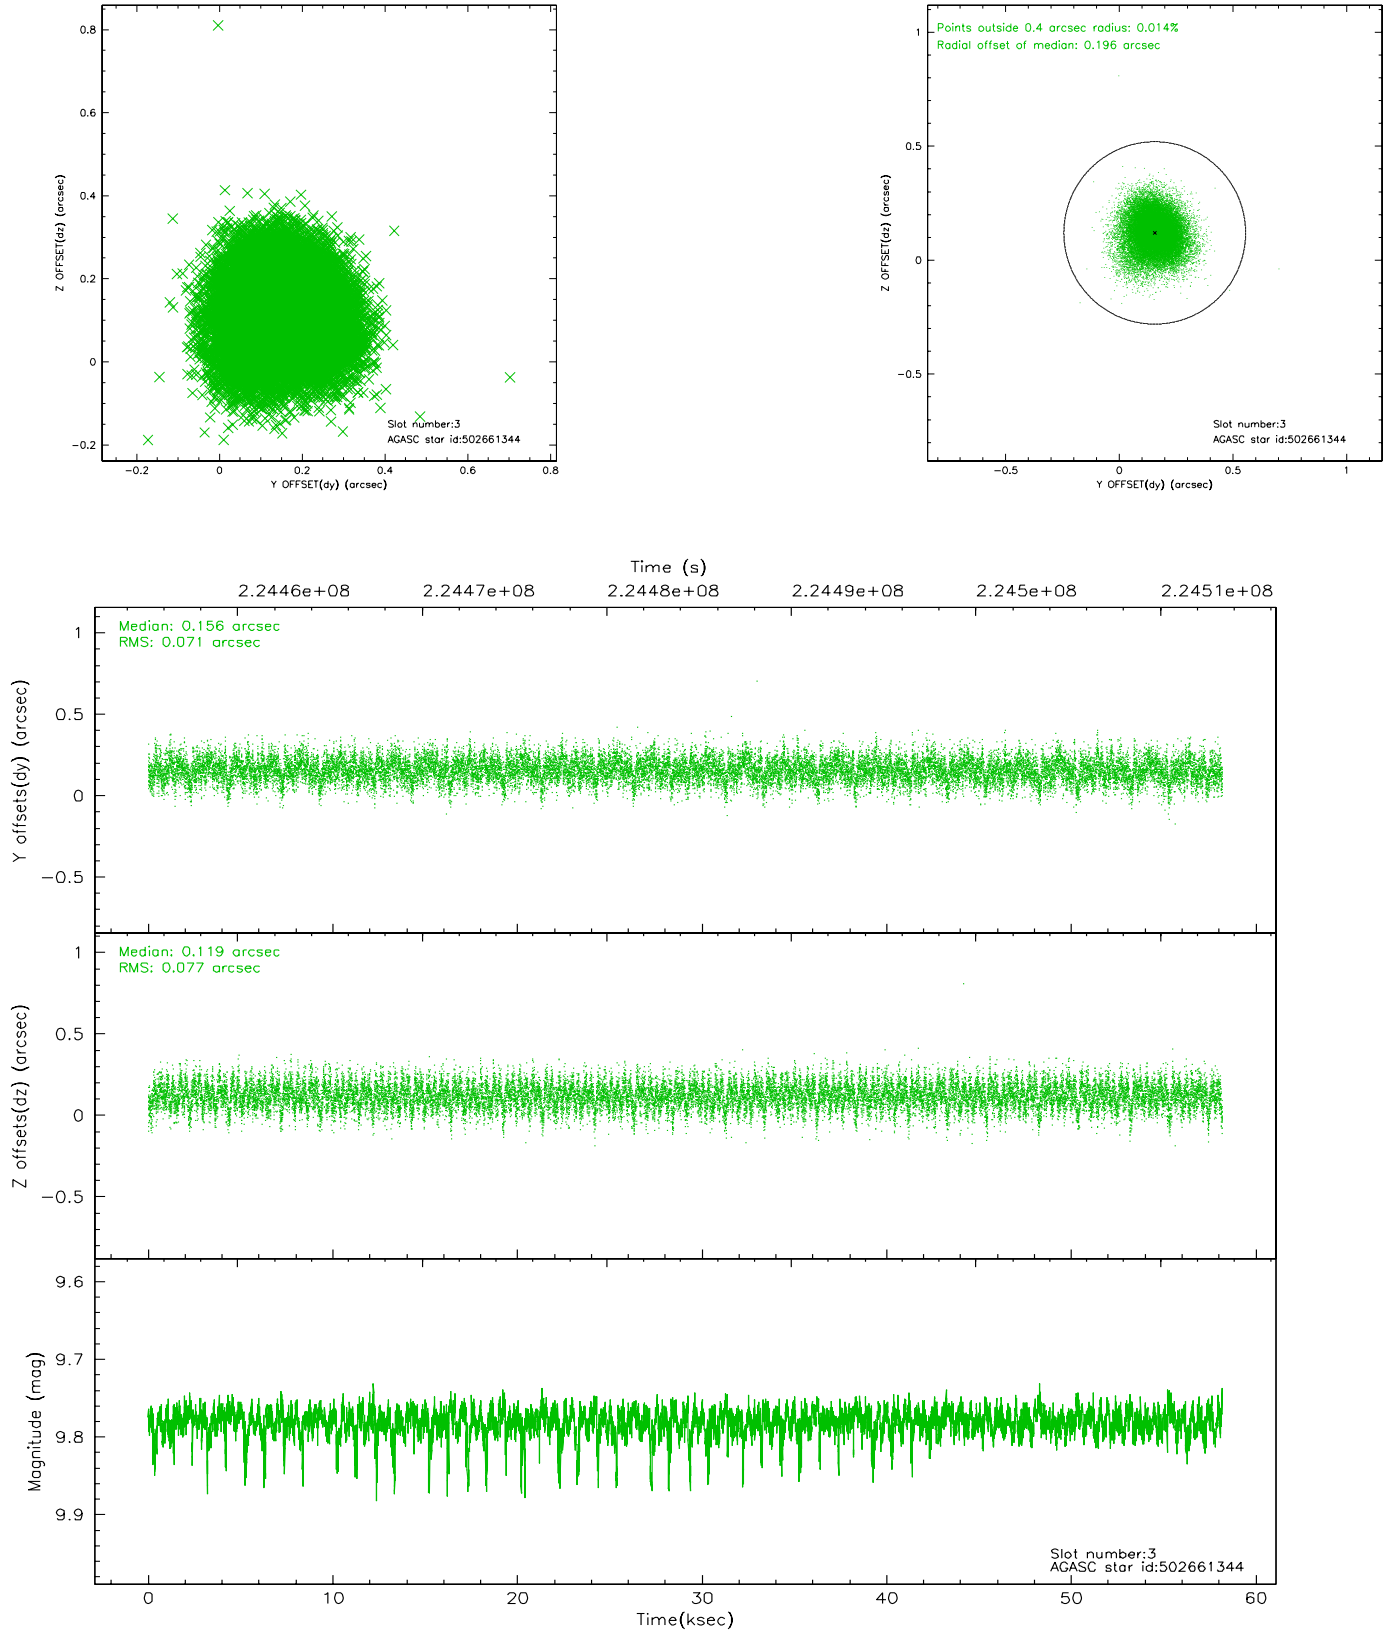 0.8
0.6
0.4
0.2
0
-0.2
Z OFFSET(dz) (arcsec)
Slot number:3
AGASC star id:502661344
-0.2 0 0.2 0.4 0.6 0.8
Y OFFSET(dy) (arcsec)
Points outside 0.4 arcsec radius: 0.014%
Radial offset of median: 0.196 arcsec
1
0.5
0
-0.5
Z OFFSET(dz) (arcsec)
Slot number:3
AGASC star id:502661344
-0.5 0 0.5 1
Y OFFSET(dy) (arcsec)
Time (s)
2.2446e+08 2.2447e+08 2.2448e+08 2.2449e+08 2.245e+08 2.2451e+08
Median: 0.156 arcsec
RMS: 0.071 arcsec
1
0.5
0
-0.5
Y offsets(dy) (arcsec)
Median: 0.119 arcsec
RMS: 0.077 arcsec
1
0.5
0
-0.5
Z offsets(dz) (arcsec)
9.6
9.7
9.8
9.9
Magnitude (mag)
Slot number:3
AGASC star id:502661344
0 10 20 30 40 50 60
Time(ksec)